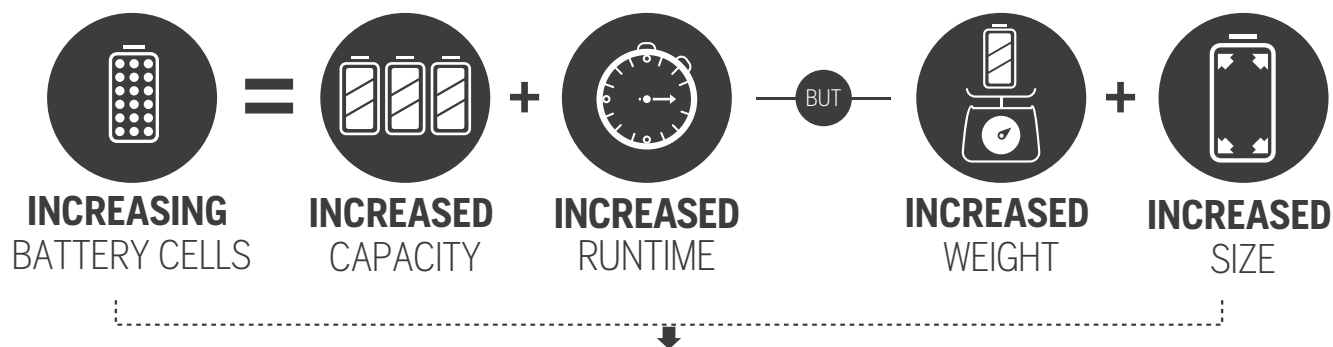 BUT
INCREASING
BATTERY CELLS
INCREASED
CAPACITY
INCREASED
RUNTIME
INCREASED
WEIGHT
INCREASED
SIZE